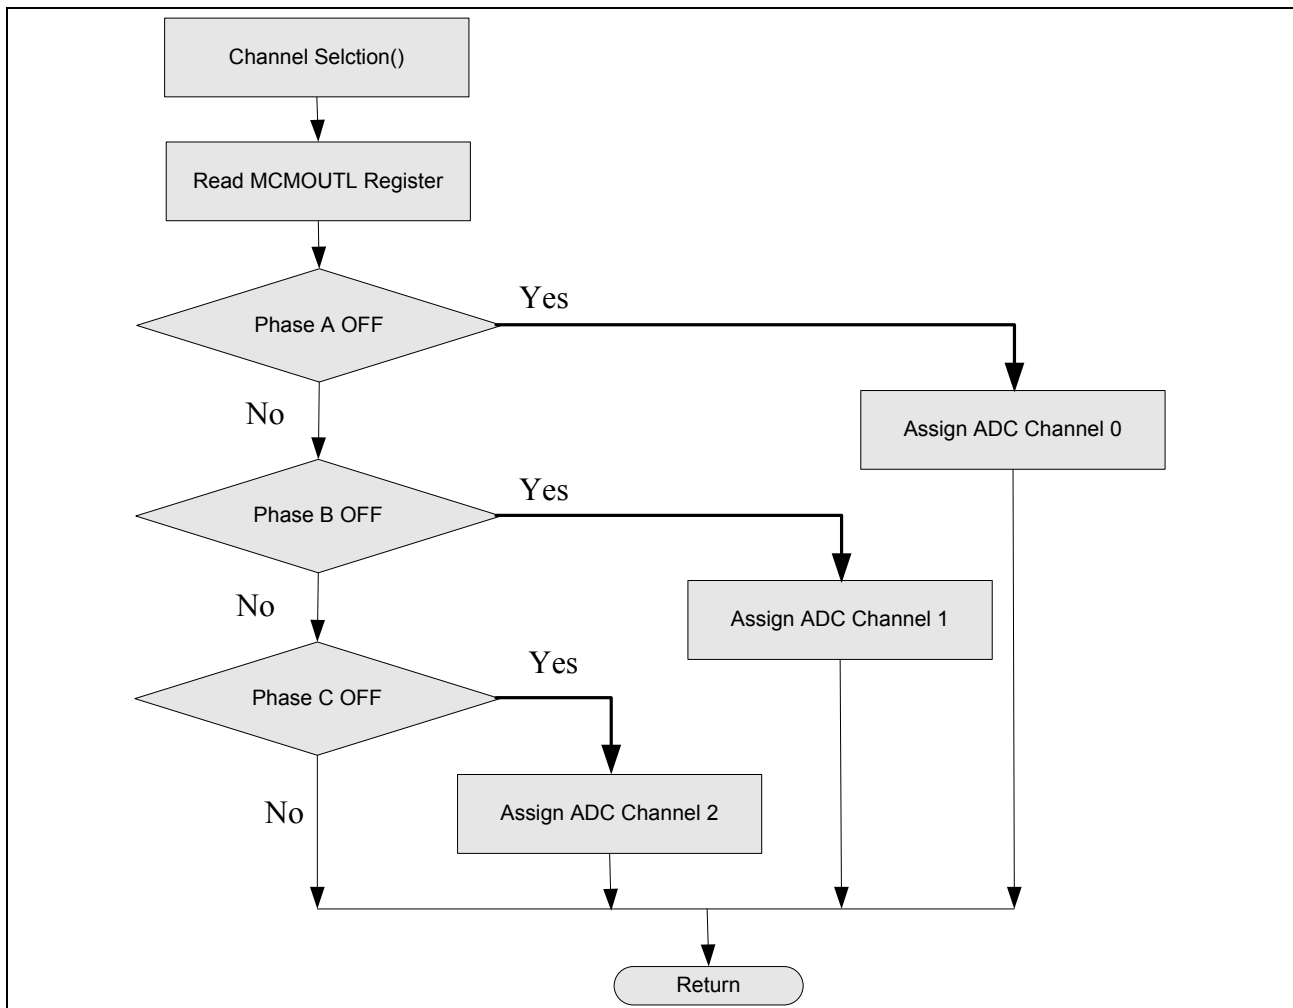 Channel Selction()
Read MCMOUTL Register
Phase A OFF
Yes
No
Assign ADC Channel 0
Phase B OFF
Yes
No
Assign ADC Channel 1
Phase C OFF
Yes
No
Assign ADC Channel 2
Return